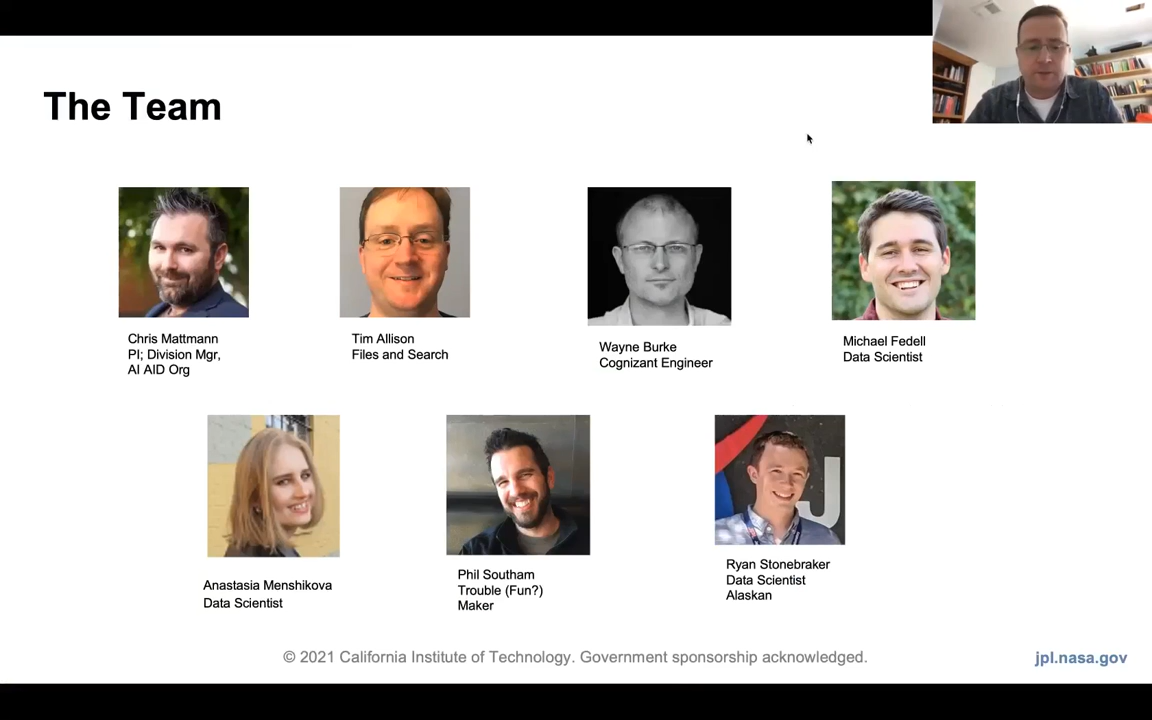 The Team
Chris Mattmann
PI; Division Mgr,
AI AID Org
Tim Allison
Files and Search
Wayne Burke
Cognizant Engineer
Michael Fedell
Data Scientist
Anastasia Menshikova
Data Scientist
Phil Southam
Trouble (Fun?)
Maker
J
Ryan Stonebraker
Data Scientist
Alaskan
© 2021 California Institute of Technology. Government sponsorship acknowledged.
jpl.nasa.gov